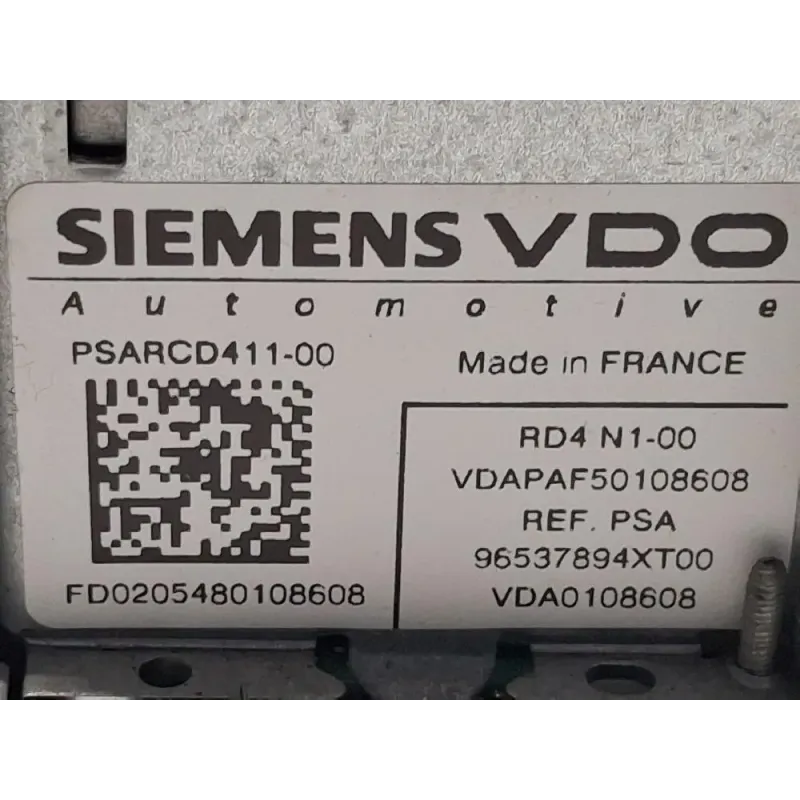 SIEMENS VDO
Automotive
PSARCD411-00
Made in FRANCE
RD4 N1-00
VDAPAF50108608
REF. PSA
96537894XT00
VDA0108608
FD0205480108608